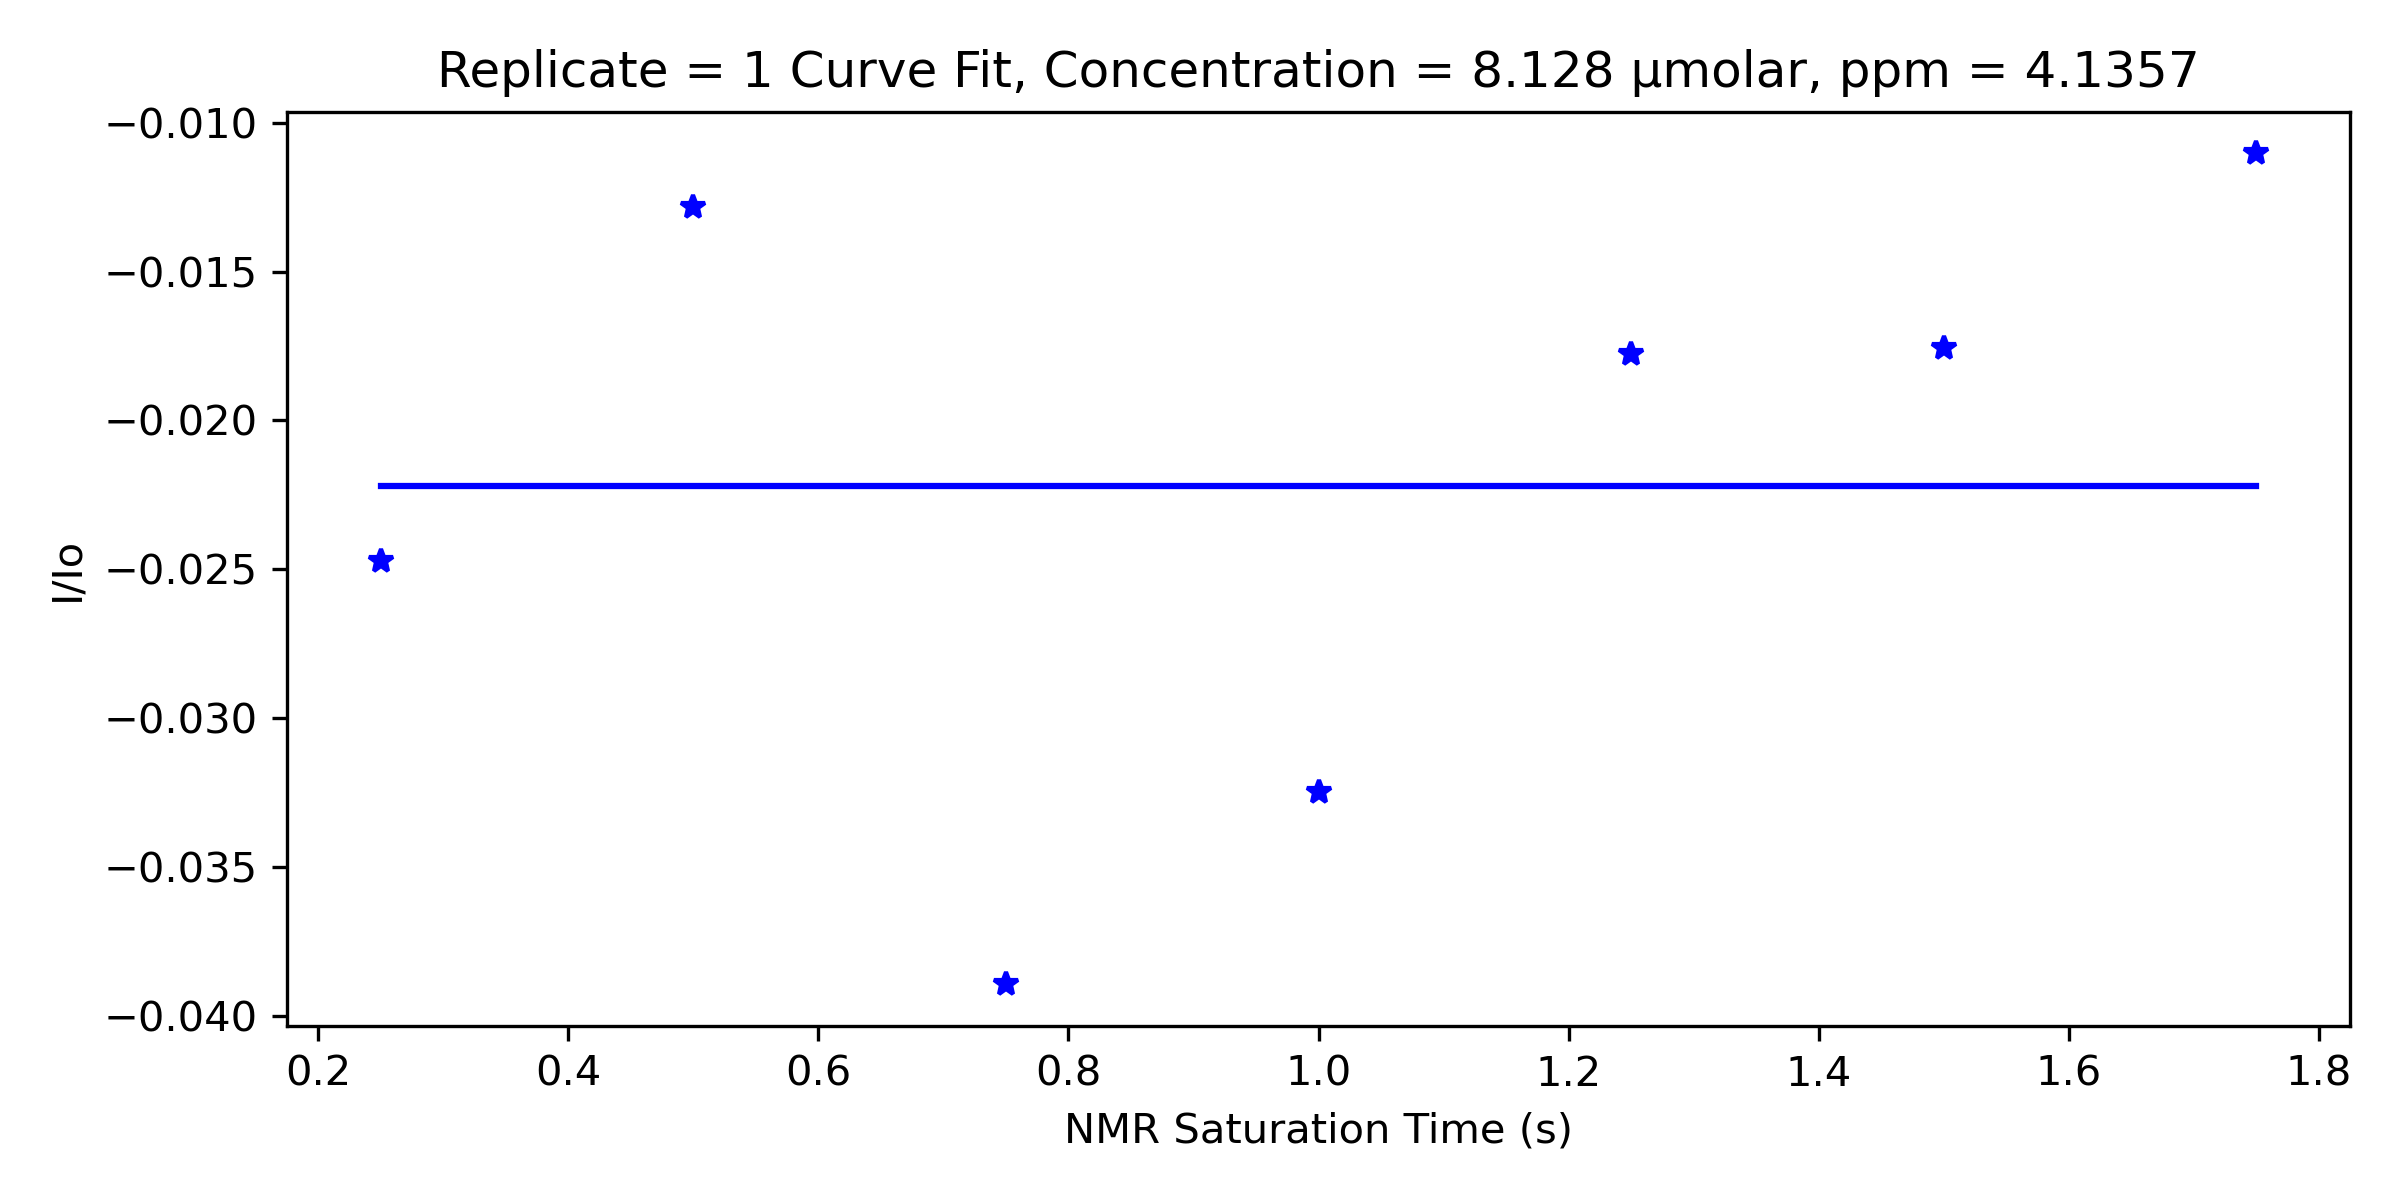 Replicate = 1 Curve Fit, Concentration = 8.128 μmolar, ppm = 4.1357
−0.010
−0.015
−0.020
−0.025
−0.030
−0.035
−0.040
I/Io
0.2 0.4 0.6 0.8 1.0 1.2 1.4 1.6 1.8
NMR Saturation Time (s)